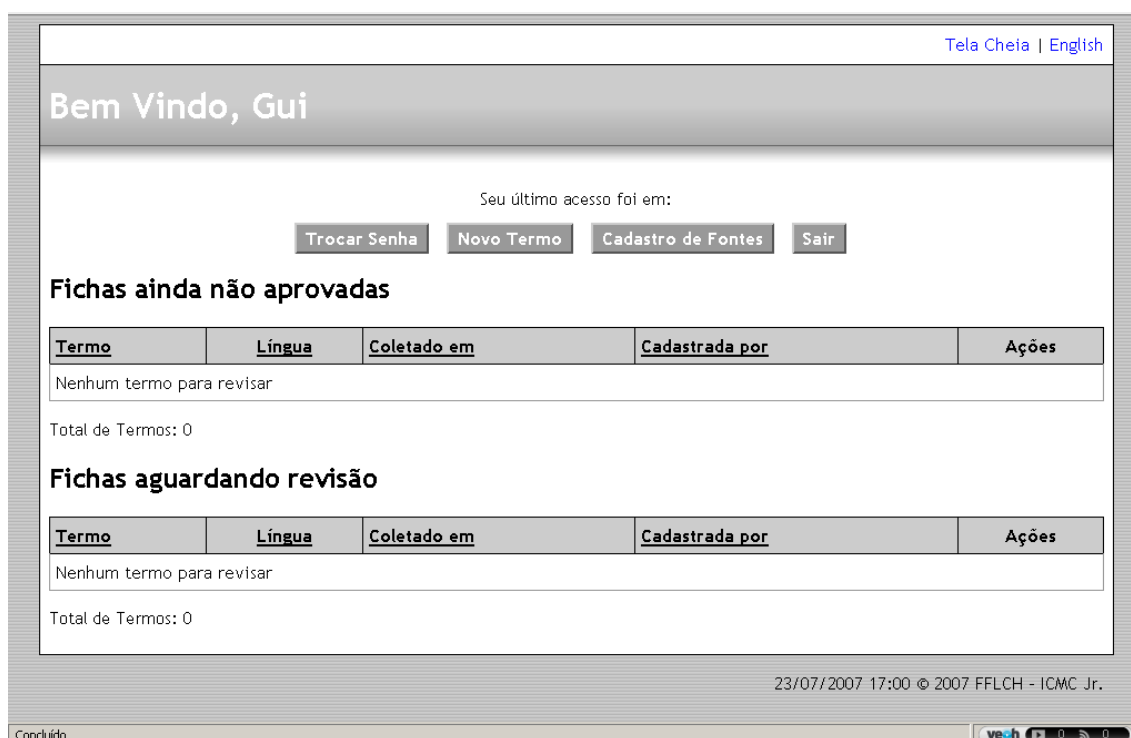 Tela Cheia | English
Bem Vindo, Gui
Seu último acesso foi em:
Trocar Senha Novo Termo Cadastro de Fontes Sair
Fichas ainda não aprovadas
Termo Língua Coletado em Cadastrada por Ações
Nenhum termo para revisar
Total de Termos: 0
Fichas aguardando revisão
Termo Língua Coletado em Cadastrada por Ações
Nenhum termo para revisar
Total de Termos: 0
23/07/2007 17:00 © 2007 FFLCH - ICMC Jr.
Concluído veoh 0 0